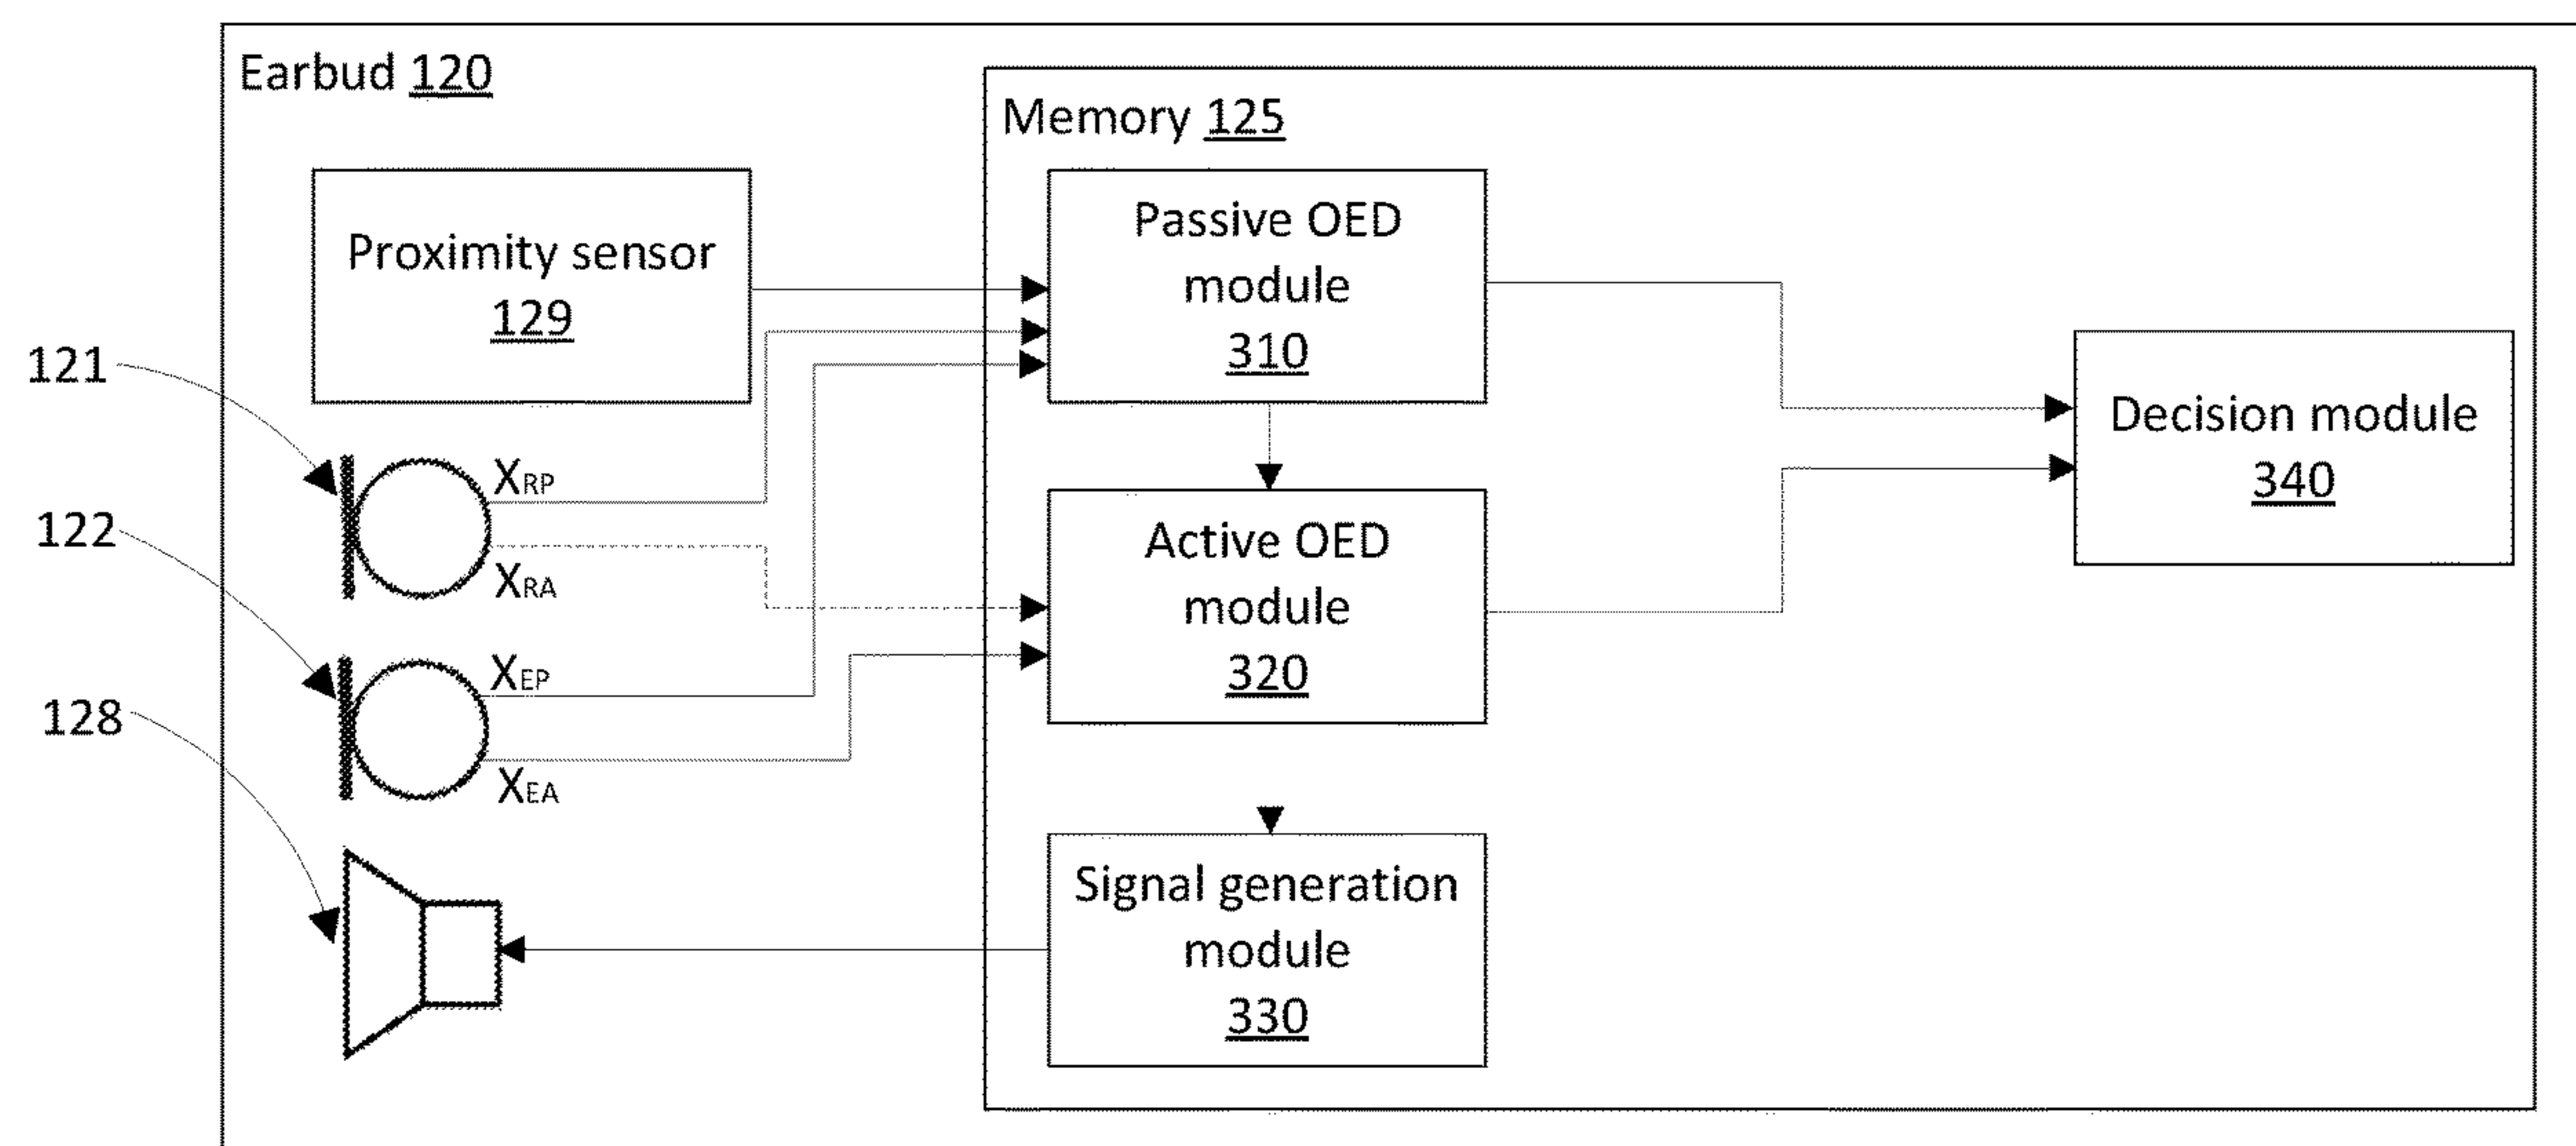 Earbud 120
Memory 125
Proximity sensor
129
Passive OED
module
310
121
122
128
XRP
XRA
XEP
XEA
Active OED
module
320
Decision module
340
Signal generation
module
330